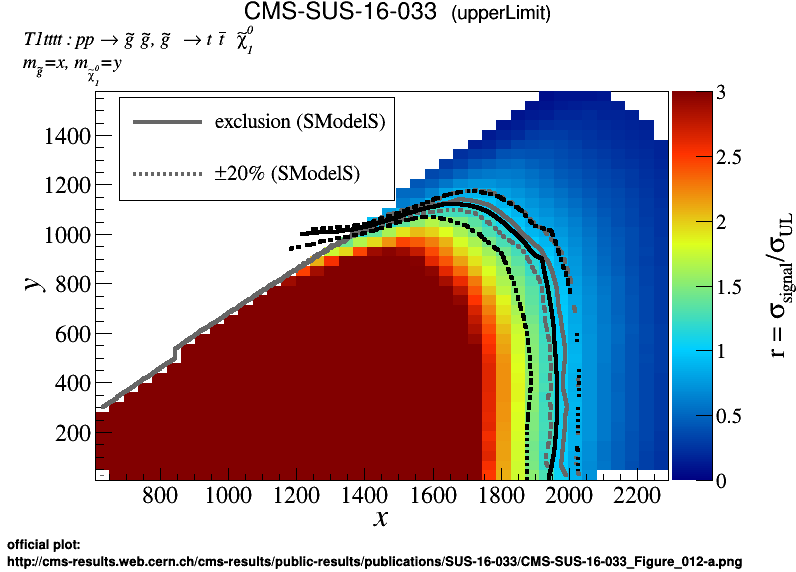 CMS-SUS-16-033 (upperLimit)
T1tttt : pp → g̃ g̃, g̃ → t t̄ χ̃⁰₁
m_g̃=x, m_χ̃⁰₁=y
exclusion (SModelS)
±20% (SModelS)
1400
1200
1000
800
600
400
200
y
800 1000 1200 1400 1600 1800 2000 2200
x
3
2.5
2
1.5
1
0.5
0
r = σ_signal/σ_UL
official plot:
http://cms-results.web.cern.ch/cms-results/public-results/publications/SUS-16-033/CMS-SUS-16-033_Figure_012-a.png